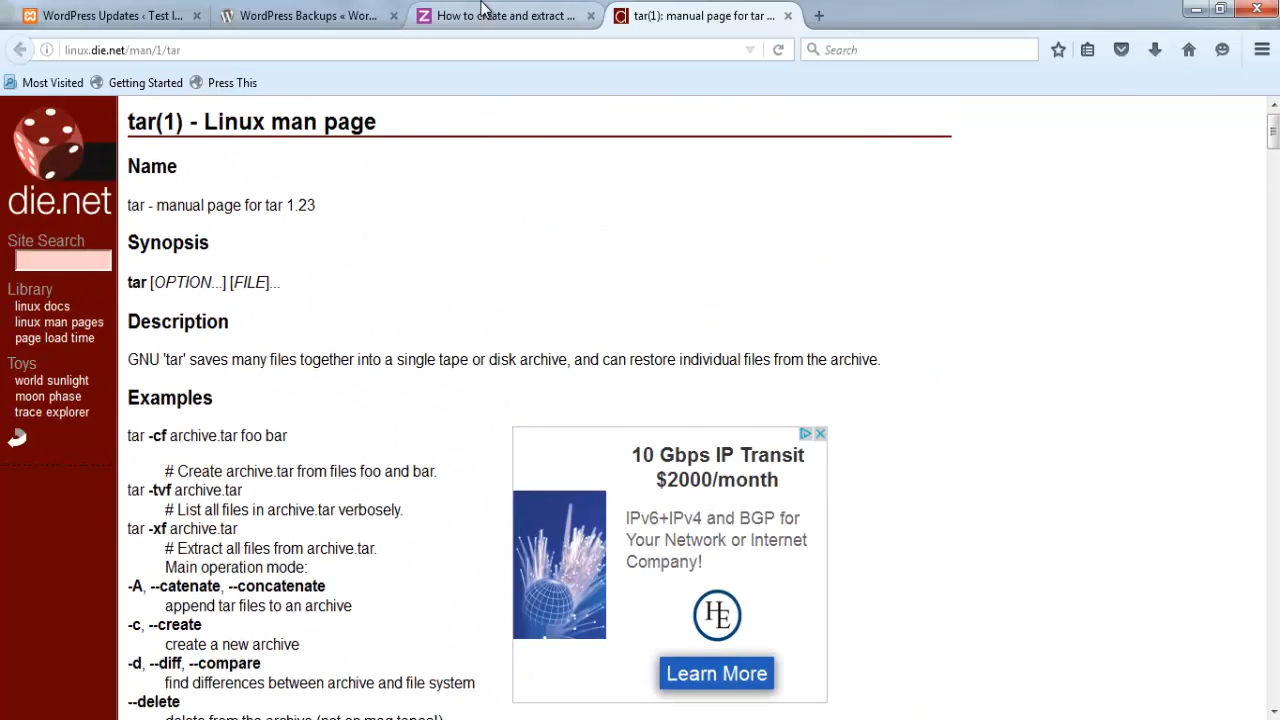 WordPress Updates ‹ Test I...
WordPress Backups « Wor...
How to create and extract ...
tar(1): manual page for tar ...
linux.die.net/man/1/tar
Search
Most Visited
Getting Started
Press This
die.net
Site Search
Library
linux docs
linux man pages
page load time
Toys
world sunlight
moon phase
trace explorer
tar(1) - Linux man page
Name
tar - manual page for tar 1.23
Synopsis
tar [OPTION...] [FILE]...
Description
GNU 'tar' saves many files together into a single tape or disk archive, and can restore individual files from the archive.
Examples
tar -cf archive.tar foo bar
# Create archive.tar from files foo and bar.
tar -tvf archive.tar
# List all files in archive.tar verbosely.
tar -xf archive.tar
# Extract all files from archive.tar.
Main operation mode:
-A, --catenate, --concatenate
append tar files to an archive
-c, --create
create a new archive
-d, --diff, --compare
find differences between archive and file system
--delete
delete from the archive (not on mag tapes!)
10 Gbps IP Transit
$2000/month
IPv6+IPv4 and BGP for
Your Network or Internet
Company!
HE
Learn More